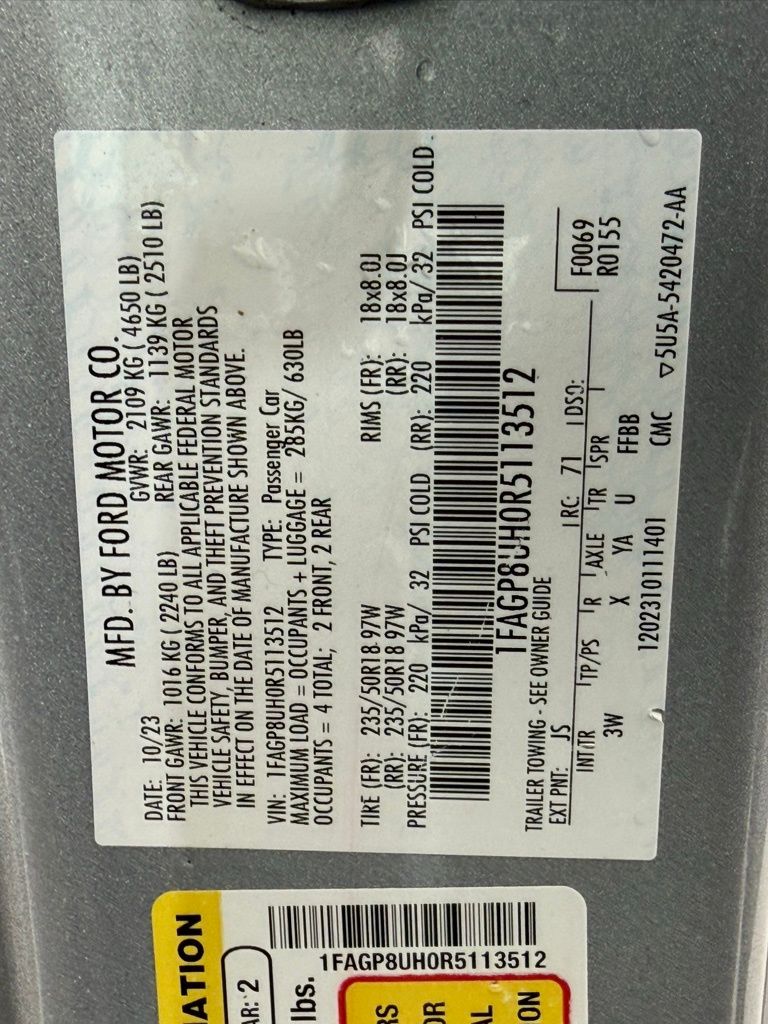 MFD. BY FORD MOTOR CO.
DATE: 10/23 GVWR: 2109 KG ( 4650 LB)
FRONT GAWR: 1016 KG ( 2240 LB) REAR GAWR: 1139 KG ( 2510 LB)
THIS VEHICLE CONFORMS TO ALL APPLICABLE FEDERAL MOTOR
VEHICLE SAFETY, BUMPER, AND THEFT PREVENTION STANDARDS
IN EFFECT ON THE DATE OF MANUFACTURE SHOWN ABOVE.
VIN: 1FAGP8UH0R5113512 TYPE: Passenger Car
MAXIMUM LOAD = OCCUPANTS + LUGGAGE = 285KG/ 630LB
OCCUPANTS = 4 TOTAL; 2 FRONT, 2 REAR
TIRE (FR): 235/50R18 97W RIMS (FR): 18x8.0J
(RR): 235/50R18 97W (RR): 18x8.0J
PRESSURE (FR): 220 kPa/ 32 PSI COLD (RR): 220 kPa/ 32 PSI COLD
1FAGP8UH0R5113512
TRAILER TOWING - SEE OWNER GUIDE
EXT PNT: JS RC: 71 DSO: F0069
R0155
INT TR TP/PS R AXLE TR SPR
3W X YA U FFBB
1202310111401 CMC ▽5U5A-5420472-AA
1FAGP8UH0R5113512
AR: 2
lbs.